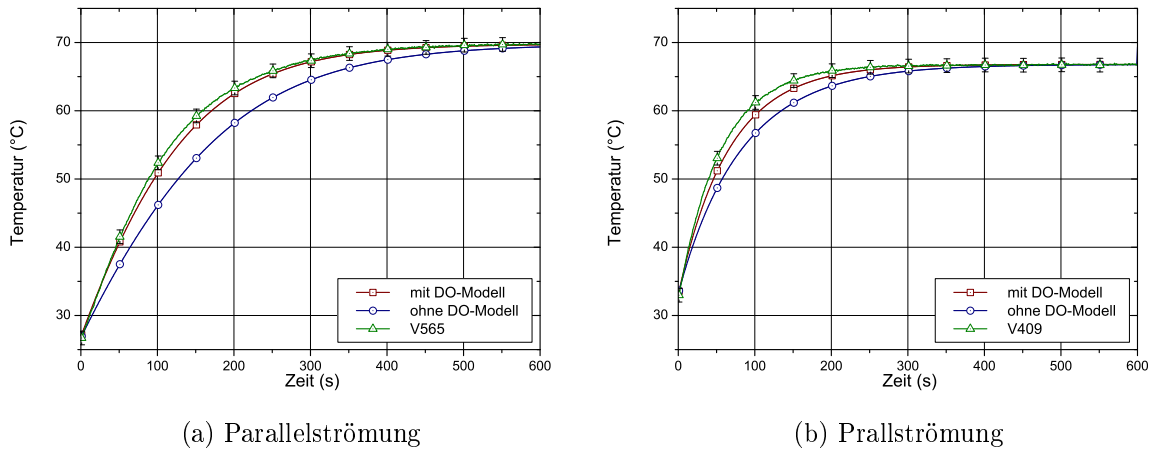 70
60
50
40
30
Temperatur (°C)
0 100 200 300 400 500 600
Zeit (s)
mit DO-Modell
ohne DO-Modell
V565
(a) Parallelströmung
70
60
50
40
30
Temperatur (°C)
0 100 200 300 400 500 600
Zeit (s)
mit DO-Modell
ohne DO-Modell
V409
(b) Prallströmung